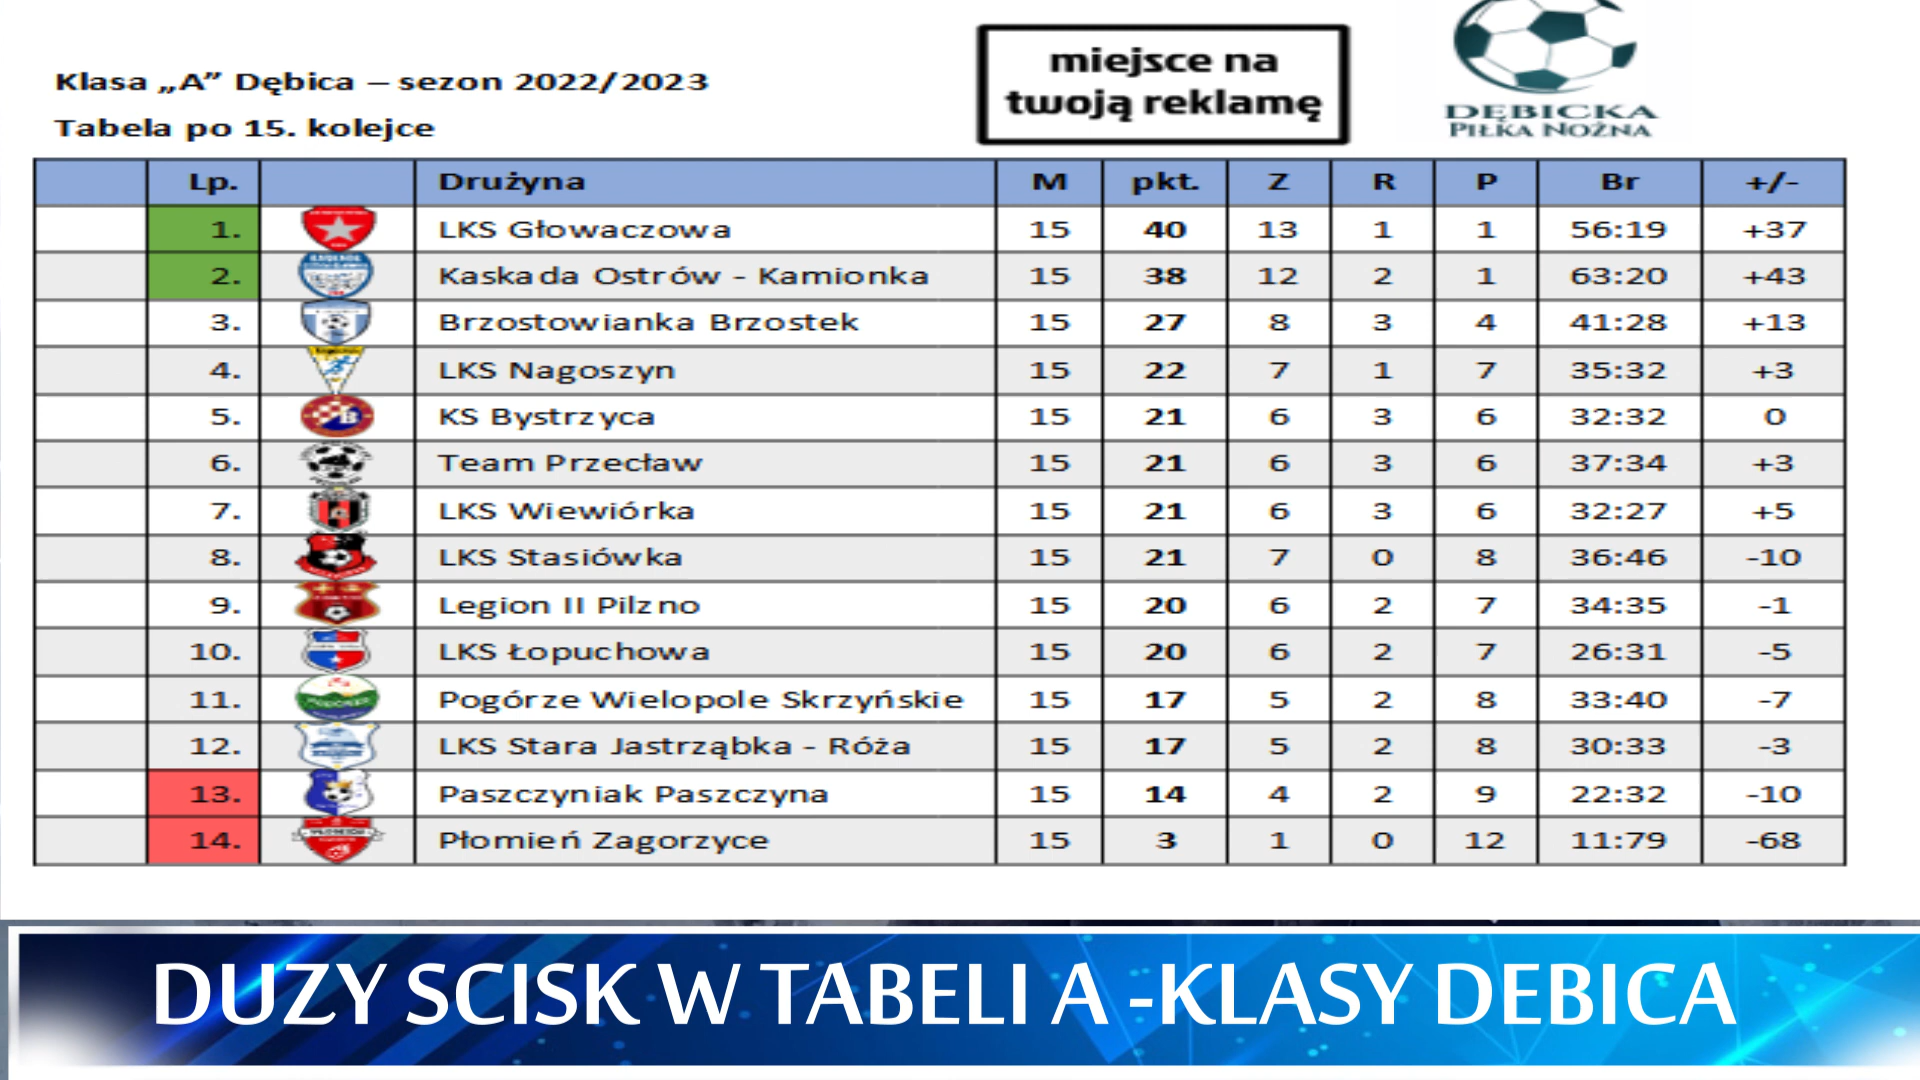 Klasa „A” Dębica – sezon 2022/2023
Tabela po 15. kolejce
miejsce na
twoją reklamę
DĘBICKA
PIŁKA NOŻNA
Lp. Drużyna M pkt. Z R P Br +/-
1. LKS Głowaczowa 15 40 13 1 1 56:19 +37
2. Kaskada Ostrów - Kamionka 15 38 12 2 1 63:20 +43
3. Brzostowianka Brzostek 15 27 8 3 4 41:28 +13
4. LKS Nagoszyn 15 22 7 1 7 35:32 +3
5. KS Bystrzyca 15 21 6 3 6 32:32 0
6. Team Przecław 15 21 6 3 6 37:34 +3
7. LKS Wiewiórka 15 21 6 3 6 32:27 +5
8. LKS Stasiówka 15 21 7 0 8 36:46 -10
9. Legion II Pilzno 15 20 6 2 7 34:35 -1
10. LKS Łopuchowa 15 20 6 2 7 26:31 -5
11. Pogórze Wielopole Skrzyńskie 15 17 5 2 8 33:40 -7
12. LKS Stara Jastrząbka - Róża 15 17 5 2 8 30:33 -3
13. Paszczyniak Paszczyna 15 14 4 2 9 22:32 -10
14. Płomień Zagorzyce 15 3 1 0 12 11:79 -68
DUZY SCISK W TABELI A -KLASY DEBICA